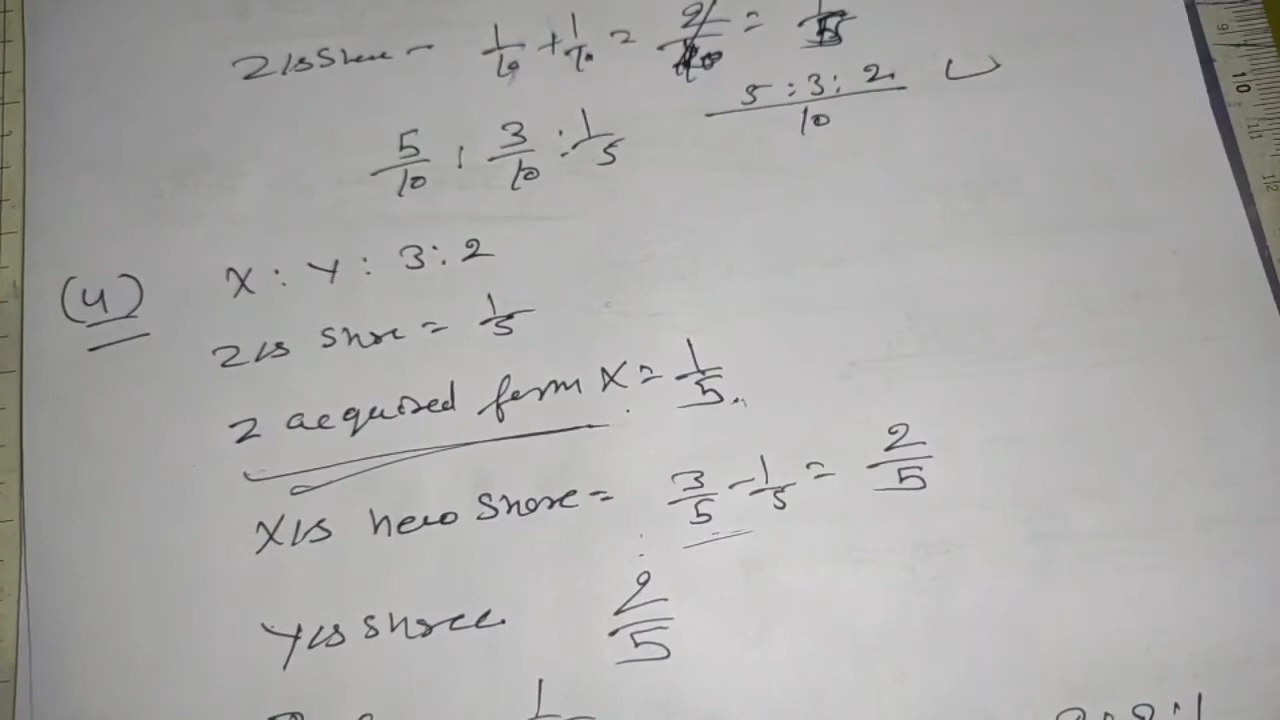 Z's Share - 1/10 + 1/10 = 2/10 = 1/5
5 : 3 : 2 / 10
5/10 : 3/10 : 1/5
(4) X : Y : 3 : 2
Z's Share = 1/5
Z acquired form X = 1/5
X's new Share = 3/5 - 1/5 = 2/5
Y's Share 2/5